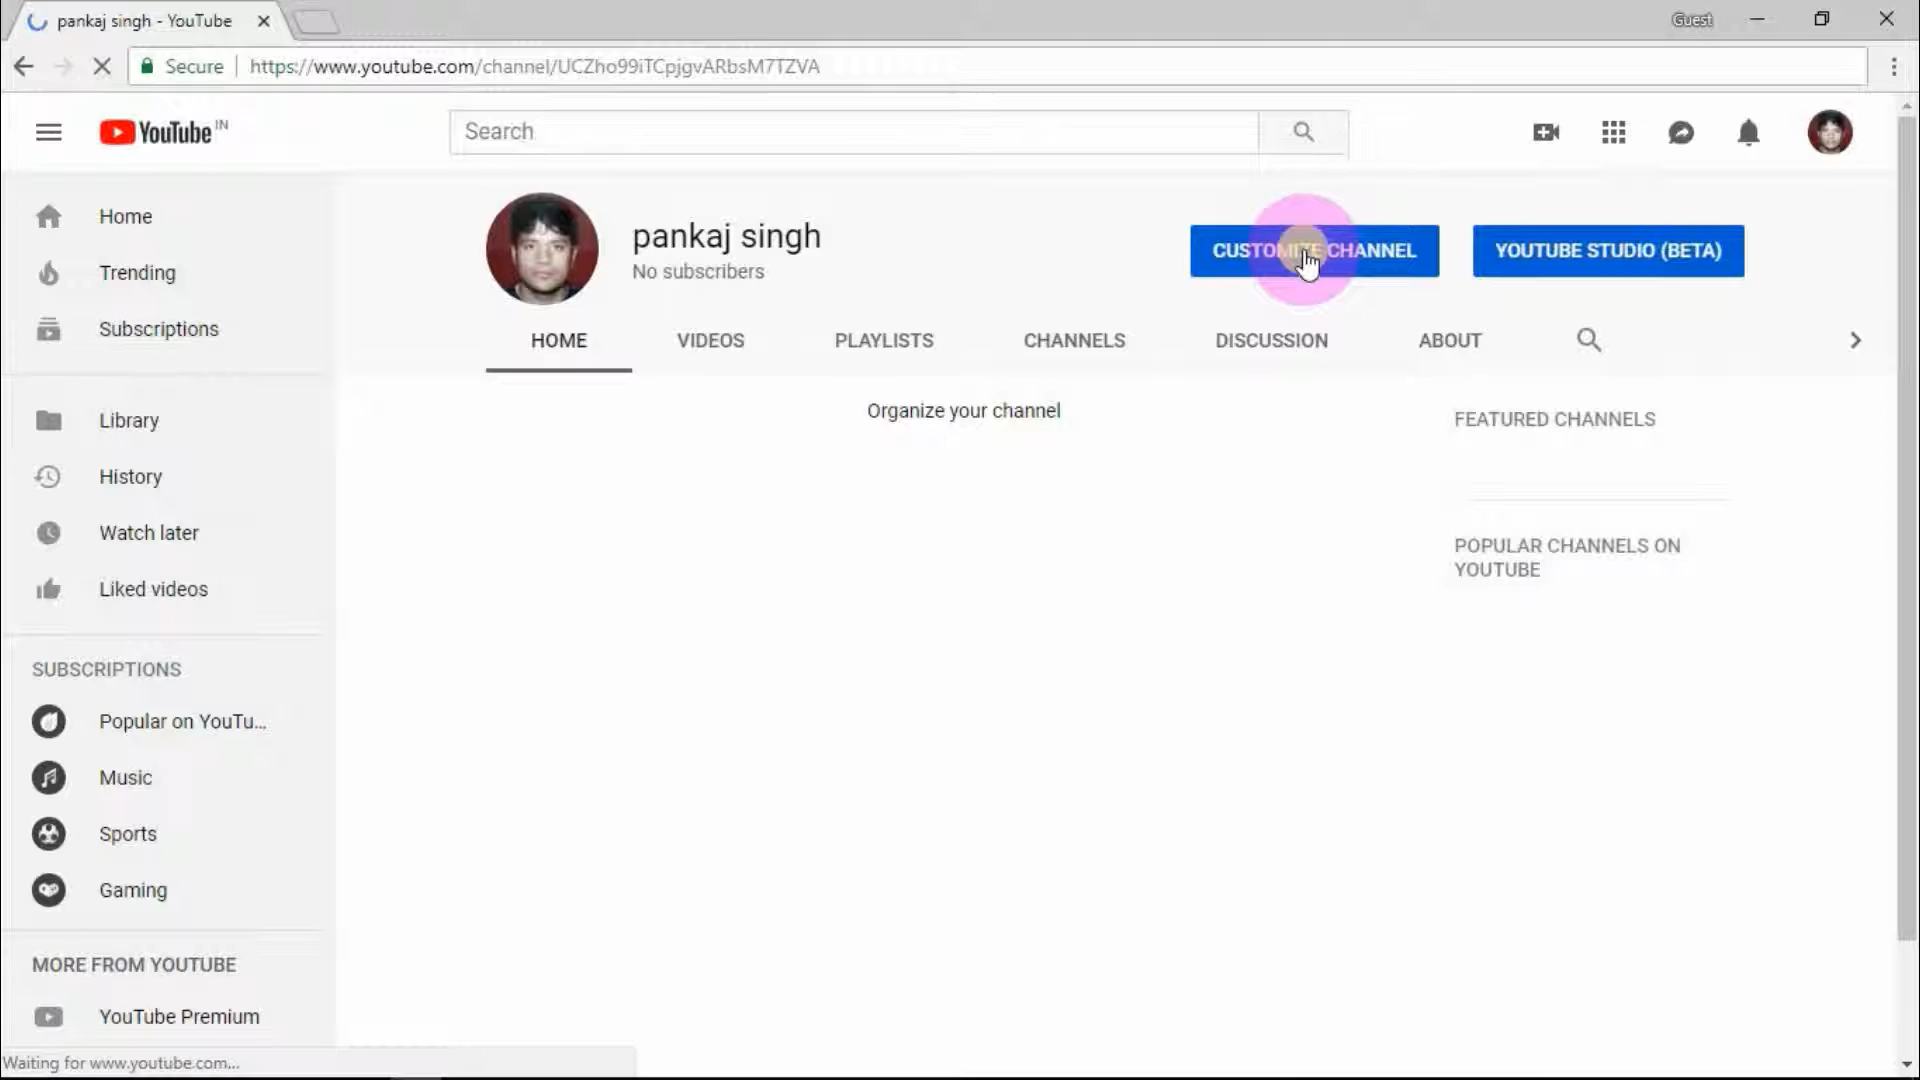 pankaj singh - YouTube
Guest
Secure
https://www.youtube.com/channel/UCZho99iTCpjgvARbsM7TZVA
YouTube IN
Search
Home
Trending
Subscriptions
Library
History
Watch later
Liked videos
SUBSCRIPTIONS
Popular on YouTu...
Music
Sports
Gaming
MORE FROM YOUTUBE
YouTube Premium
pankaj singh
No subscribers
CUSTOMIZE CHANNEL
YOUTUBE STUDIO (BETA)
HOME VIDEOS PLAYLISTS CHANNELS DISCUSSION ABOUT
Organize your channel
FEATURED CHANNELS
POPULAR CHANNELS ON
YOUTUBE
Waiting for www.youtube.com...